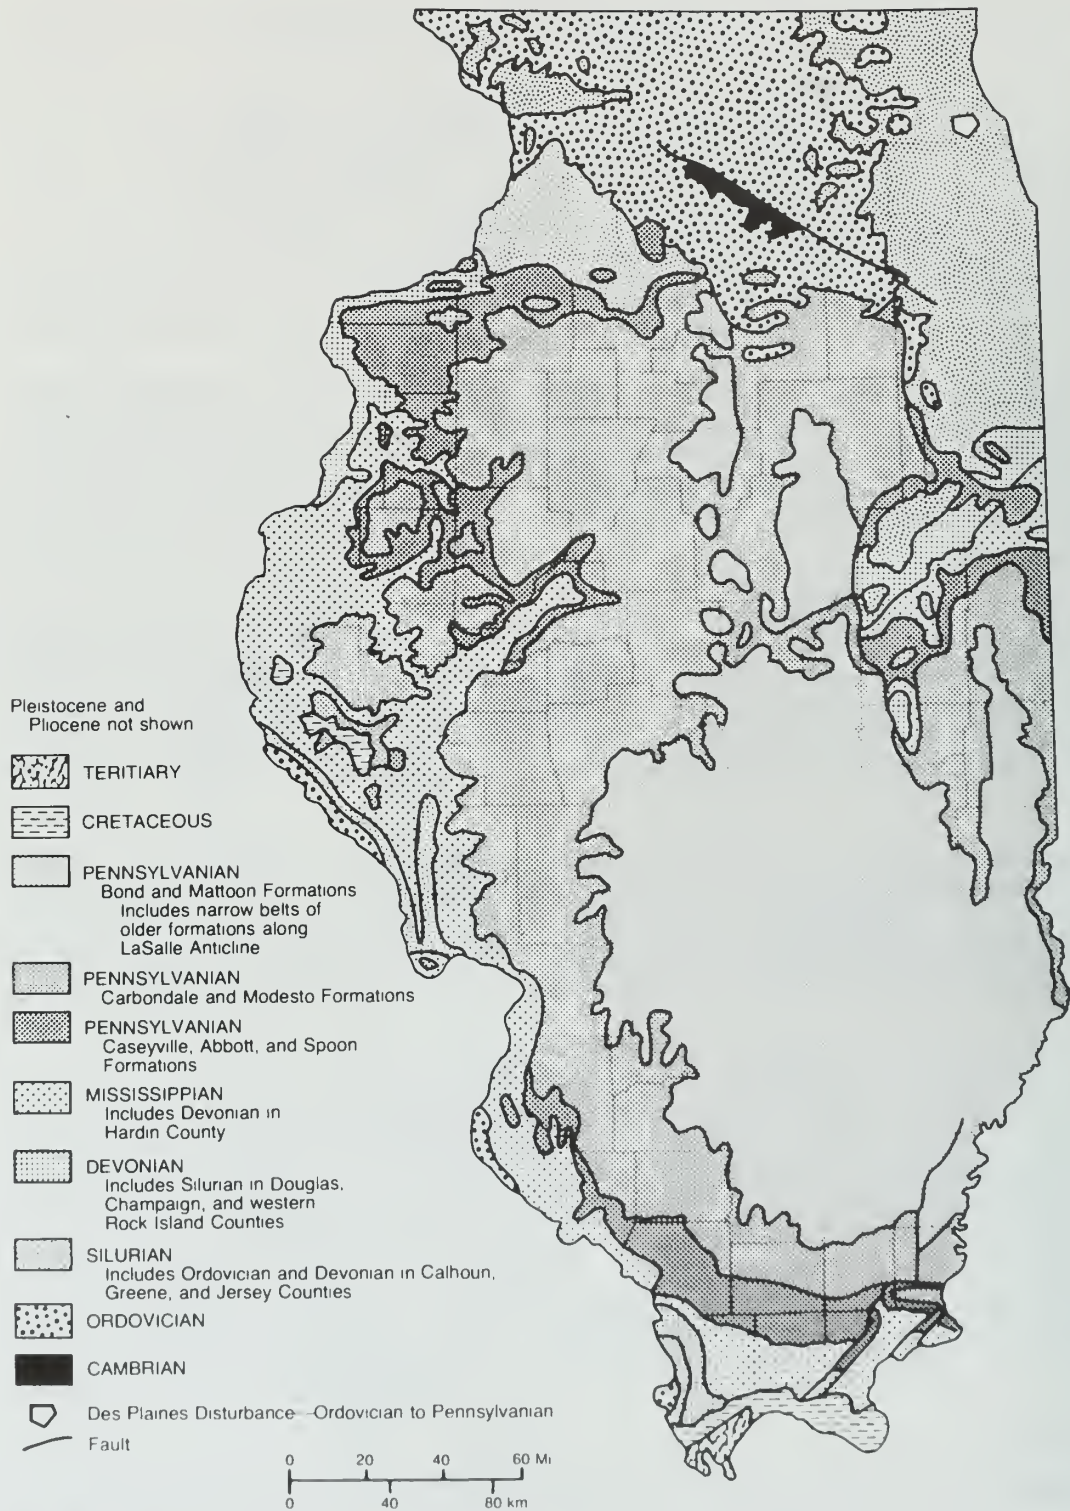 Pleistocene and
Pliocene not shown
TERITIARY
CRETACEOUS
PENNSYLVANIAN
Bond and Mattoon Formations
Includes narrow belts of
older formations along
LaSalle Anticline
PENNSYLVANIAN
Carbondale and Modesto Formations
PENNSYLVANIAN
Caseyville, Abbott, and Spoon
Formations
MISSISSIPPIAN
Includes Devonian in
Hardin County
DEVONIAN
Includes Silurian in Douglas,
Champaign, and western
Rock Island Counties
SILURIAN
Includes Ordovician and Devonian in Calhoun,
Greene, and Jersey Counties
ORDOVICIAN
CAMBRIAN
Des Plaines Disturbance—Ordovician to Pennsylvanian
Fault
0 20 40 60 Mi
0 40 80 km